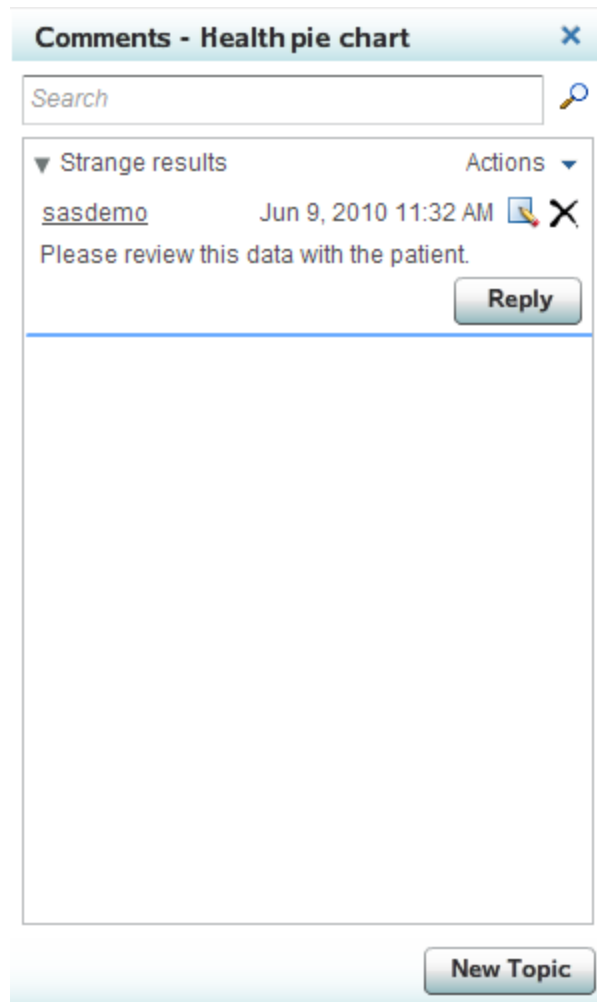 Comments - Health pie chart
Search
Strange results Actions
sasdemo Jun 9, 2010 11:32 AM
Please review this data with the patient.
Reply
New Topic